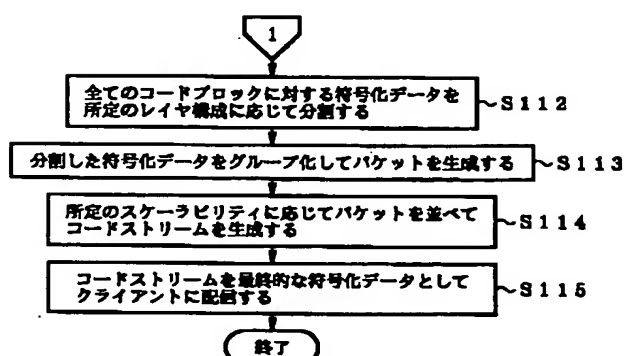 1
全てのコードブロックに対する符号化データを
所定のレイヤ構成に応じて分割する
~S112
分割した符号化データをグループ化してパケットを生成する
~S113
所定のスケーラビリティに応じてパケットを並べて
コードストリームを生成する
~S114
コードストリームを最終的な符号化データとして
クライアントに配信する
~S115
終了